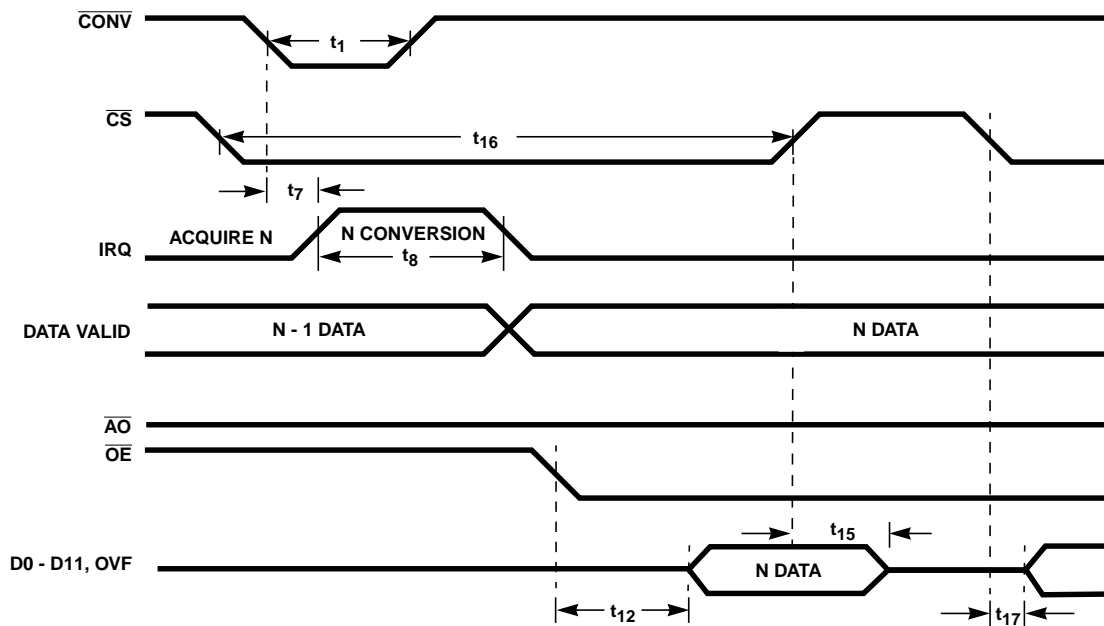 CONV
t1
CS
t16
t7
IRQ
ACQUIRE N
N CONVERSION
t8
DATA VALID
N - 1 DATA
N DATA
AO
OE
t15
D0 - D11, OVF
N DATA
t12
t17